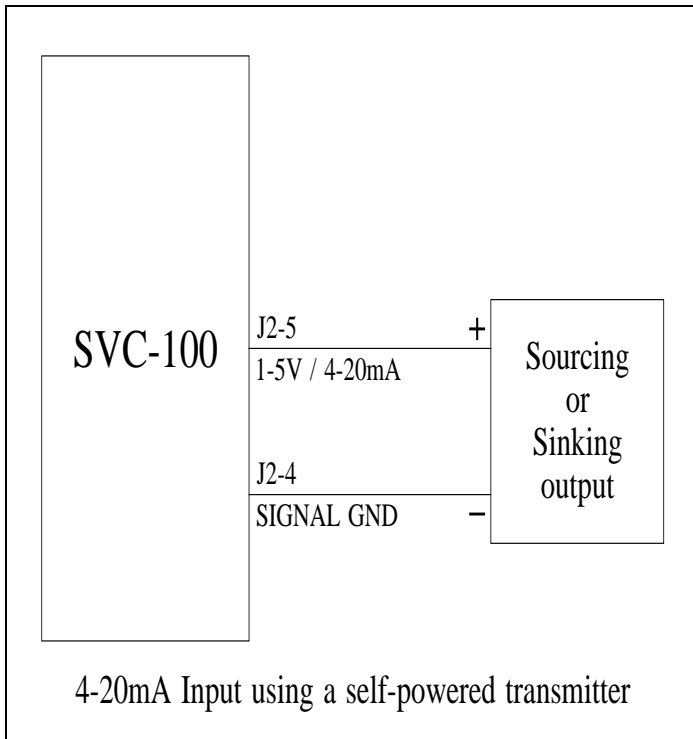 SVC-100
J2-5
+
1-5V / 4-20mA
J2-4
SIGNAL GND
−
Sourcing
or
Sinking
output
4-20mA Input using a self-powered transmitter